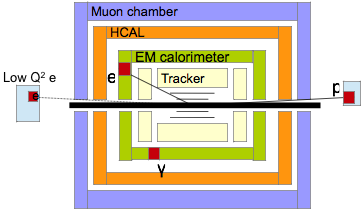 Muon chamber
HCAL
EM calorimeter
Low Q² e
e
Tracker
p
e
γ